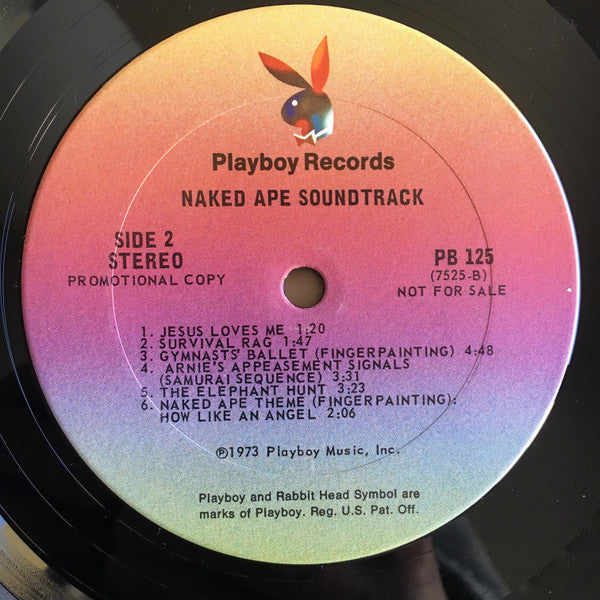 Playboy Records
NAKED APE SOUNDTRACK
SIDE 2
STEREO
PROMOTIONAL COPY
PB 125
(7525-B)
NOT FOR SALE
1. JESUS LOVES ME 1:20
2. SURVIVAL RAG 1:47
3. GYMNASTS' BALLET (FINGERPAINTING) 4:48
4. ARNIE'S APPEASEMENT SIGNALS
(SAMURAI SEQUENCE) 3:31
5. THE ELEPHANT HUNT 3:23
6. NAKED APE THEME (FINGERPAINTING):
HOW LIKE AN ANGEL 2:06
℗1973 Playboy Music, Inc.
Playboy and Rabbit Head Symbol are
marks of Playboy. Reg. U.S. Pat. Off.